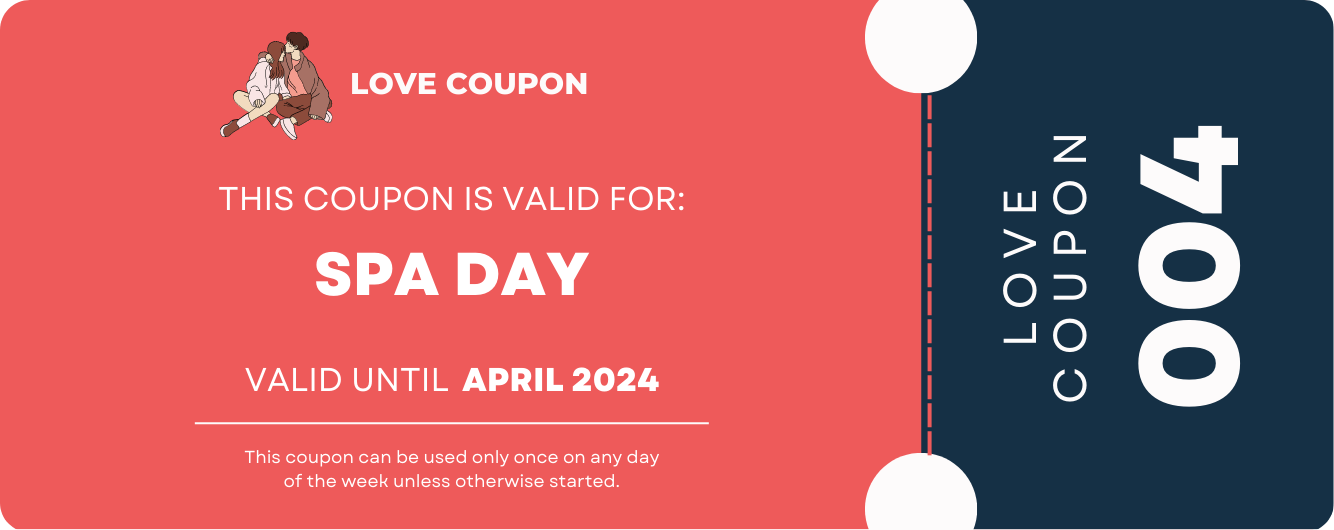 LOVE COUPON
THIS COUPON IS VALID FOR:
SPA DAY
VALID UNTIL APRIL 2024
This coupon can be used only once on any day
of the week unless otherwise started.
LOVE
COUPON
004